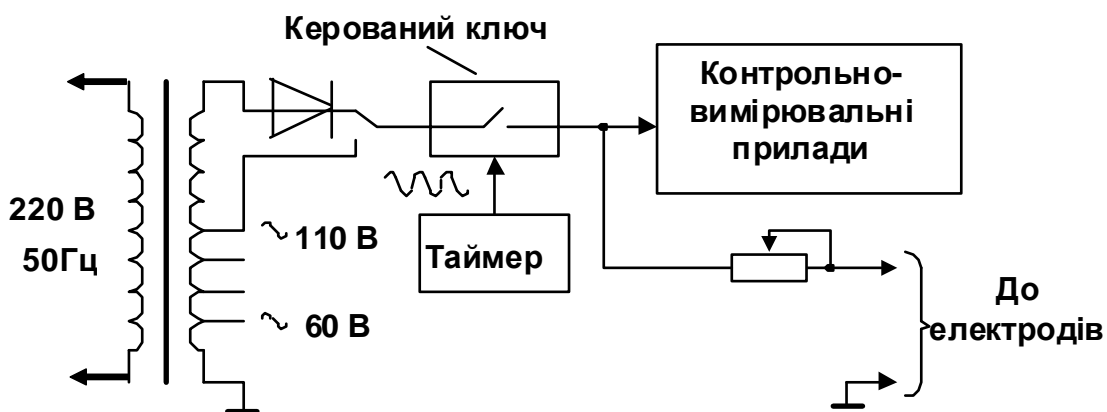 Керований ключ
Контрольно-
вимірювальні
прилади
220 В
50Гц
~ 110 В
Таймер
~ 60 В
До
електродів